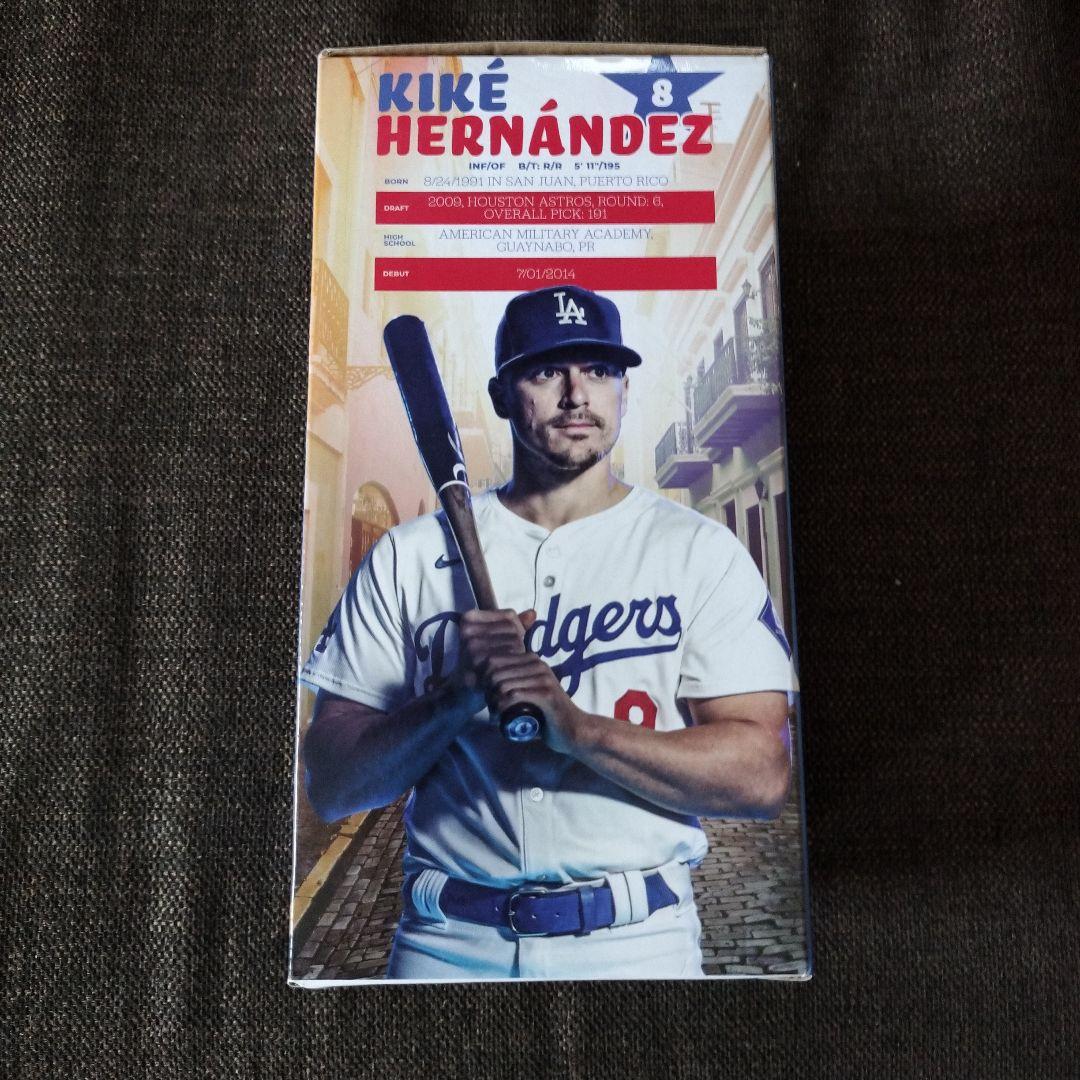 KIKÉ
8
HERNÁNDEZ
INF/OF B/T: R/R 5' 11"/195
BORN 8/24/1991 IN SAN JUAN, PUERTO RICO
DRAFT 2009, HOUSTON ASTROS, ROUND: 6,
OVERALL PICK: 191
HIGH SCHOOL AMERICAN MILITARY ACADEMY,
GUAYNABO, PR
DEBUT 7/01/2014
LA
Dodgers
8